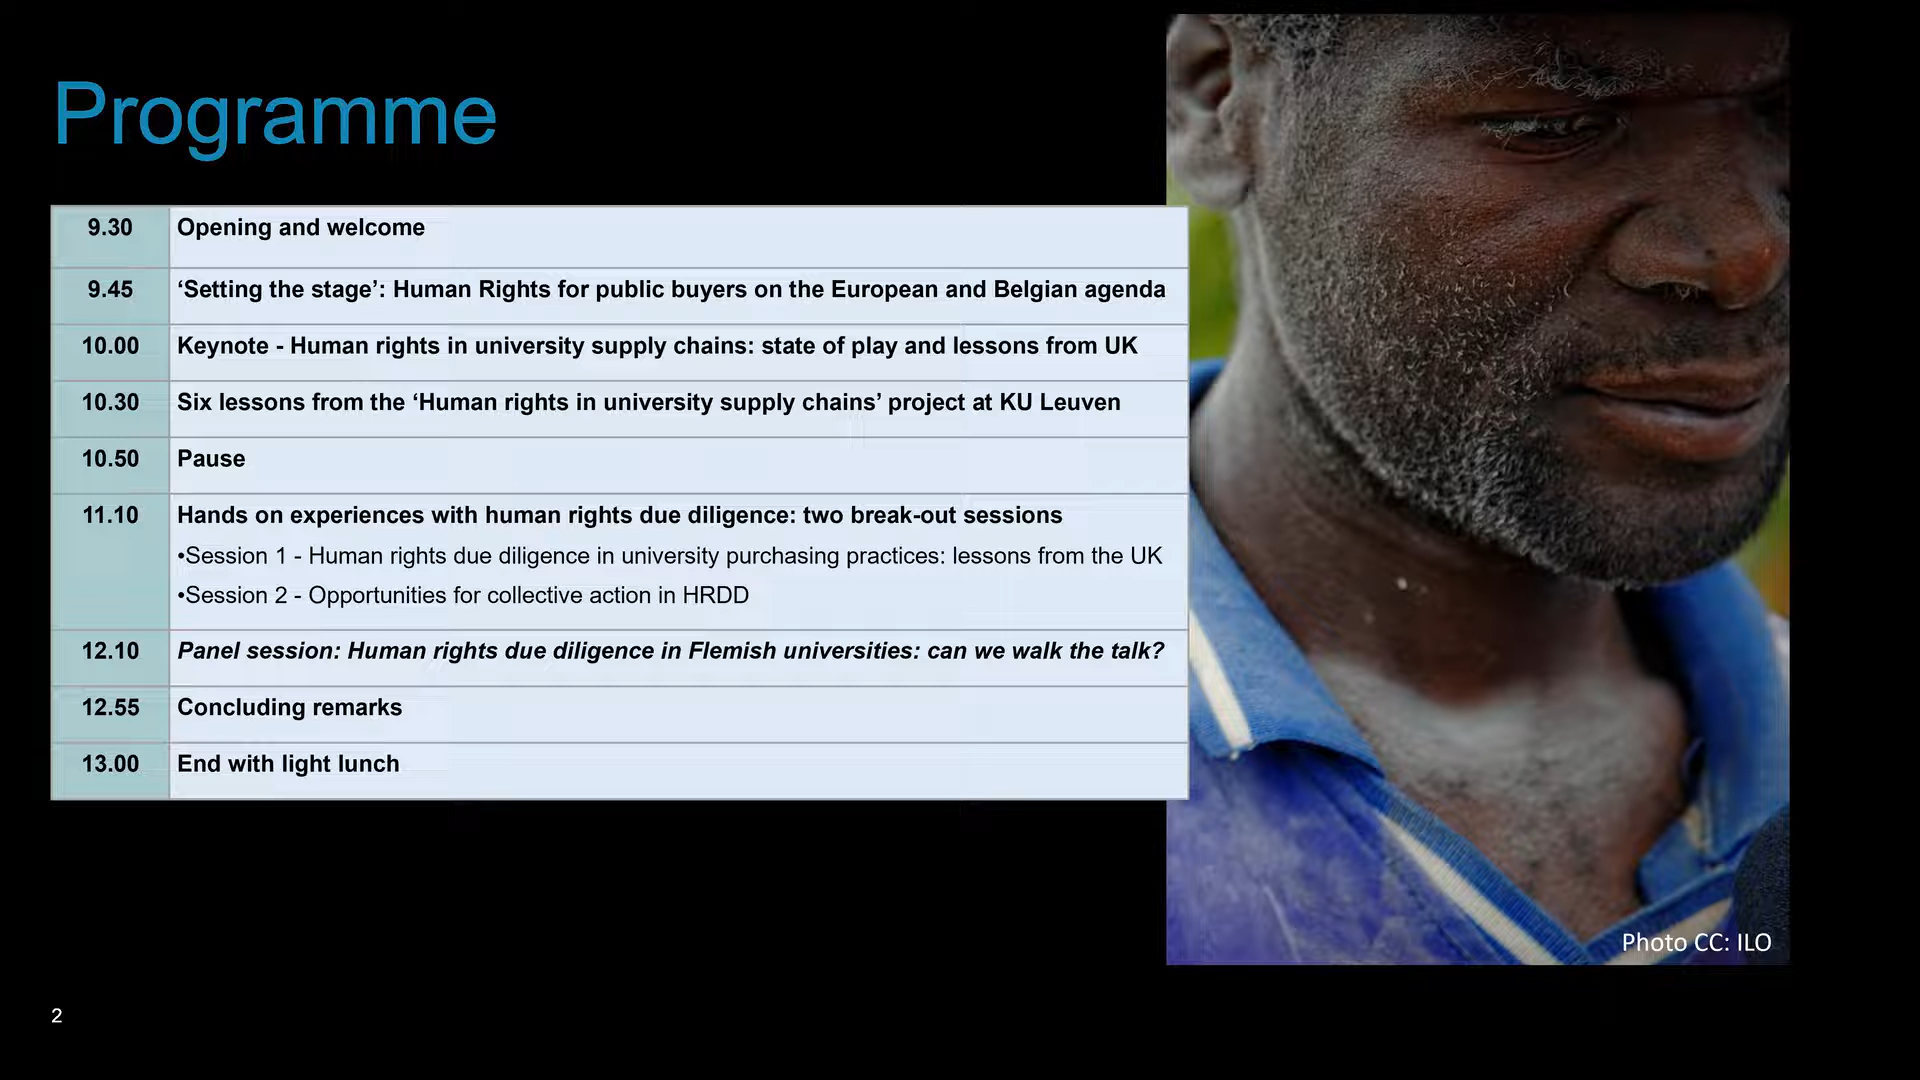 Programme
9.30 Opening and welcome
9.45 ‘Setting the stage’: Human Rights for public buyers on the European and Belgian agenda
10.00 Keynote - Human rights in university supply chains: state of play and lessons from UK
10.30 Six lessons from the ‘Human rights in university supply chains’ project at KU Leuven
10.50 Pause
11.10 Hands on experiences with human rights due diligence: two break-out sessions
•Session 1 - Human rights due diligence in university purchasing practices: lessons from the UK
•Session 2 - Opportunities for collective action in HRDD
12.10 Panel session: Human rights due diligence in Flemish universities: can we walk the talk?
12.55 Concluding remarks
13.00 End with light lunch
Photo CC: ILO
2